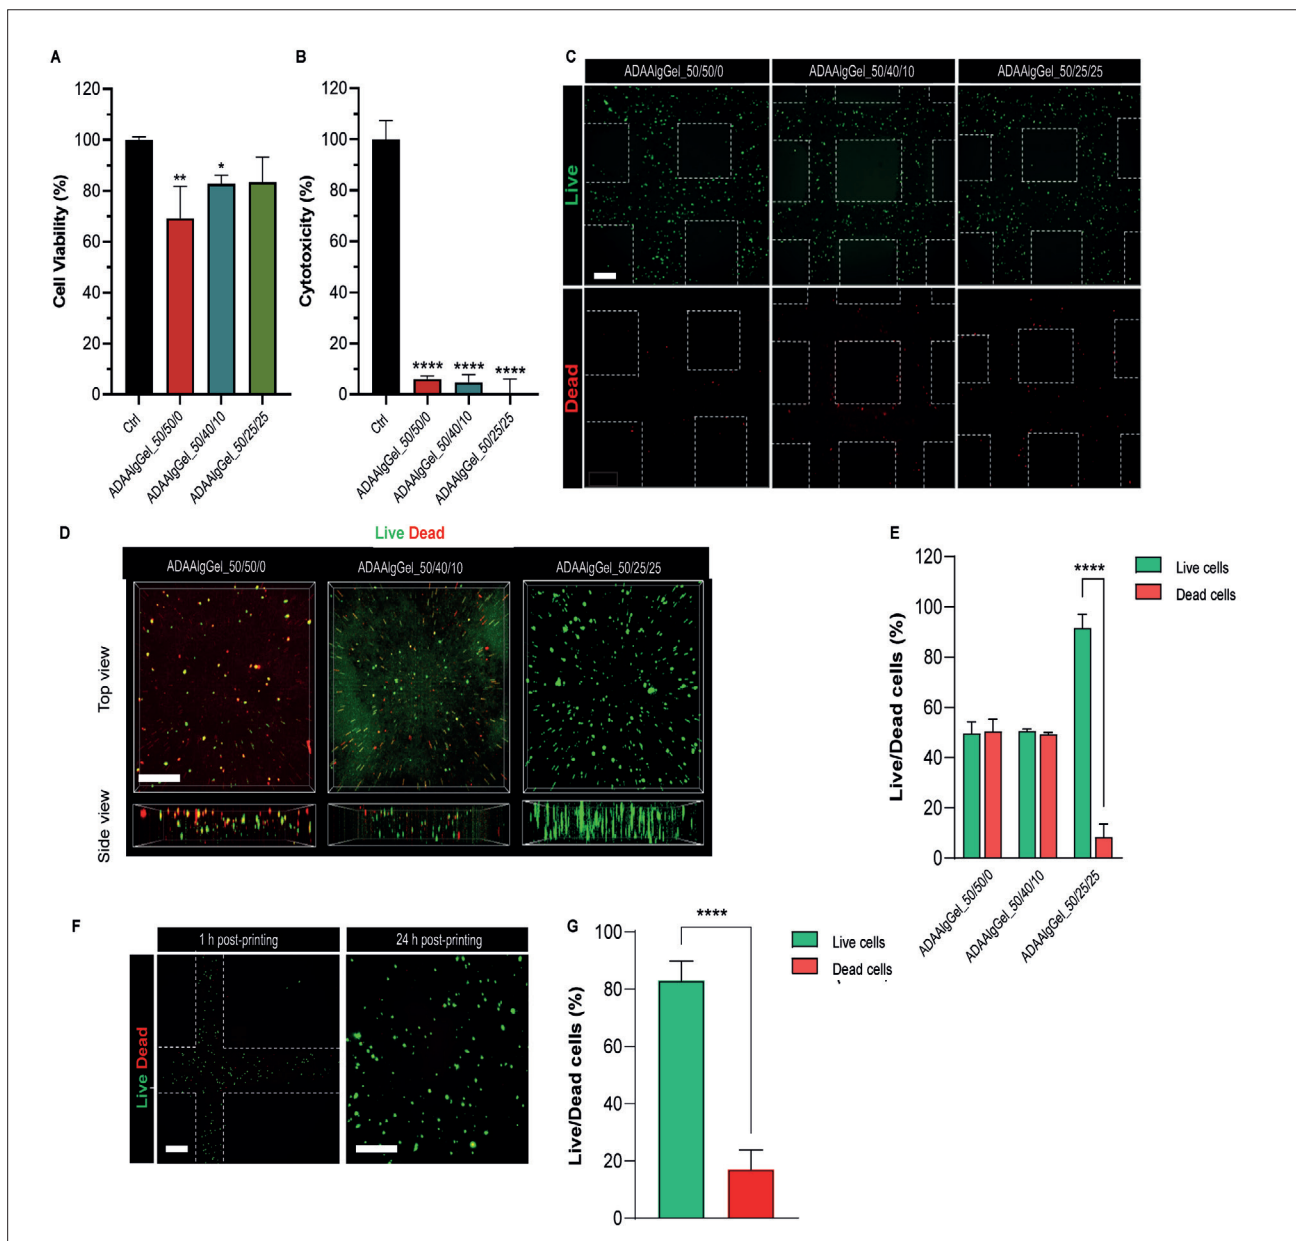 A
120
100
80
60
40
20
0
Cell Viability (%)
**
*
Ctrl
ADAAlgGel_50/50/0
ADAAlgGel_50/40/10
ADAAlgGel_50/25/25
B
120
100
80
60
40
20
0
Cytotoxicity (%)
****
****
****
Ctrl
ADAAlgGel_50/50/0
ADAAlgGel_50/40/10
ADAAlgGel_50/25/25
C
ADAAlgGel_50/50/0
ADAAlgGel_50/40/10
ADAAlgGel_50/25/25
Live
Dead
D
Live Dead
ADAAlgGel_50/50/0
ADAAlgGel_50/40/10
ADAAlgGel_50/25/25
Top view
Side view
E
120
100
80
60
40
20
0
Live/Dead cells (%)
****
Live cells
Dead cells
ADAAlgGel_50/50/0
ADAAlgGel_50/40/10
ADAAlgGel_50/25/25
F
1 h post-printing
24 h post-printing
Live Dead
G
100
80
60
40
20
0
Live/Dead cells (%)
****
Live cells
Dead cells